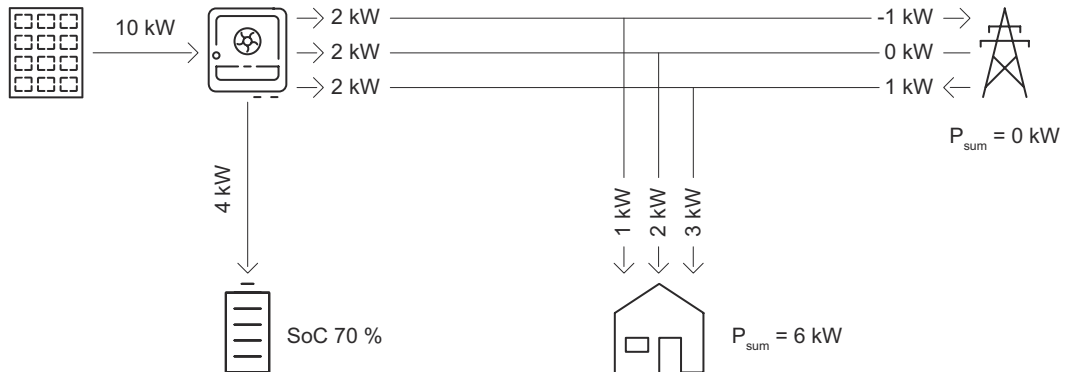 10 kW
2 kW
-1 kW
2 kW
0 kW
2 kW
1 kW
P_sum = 0 kW
4 kW
1 kW
2 kW
3 kW
SoC 70 %
P_sum = 6 kW